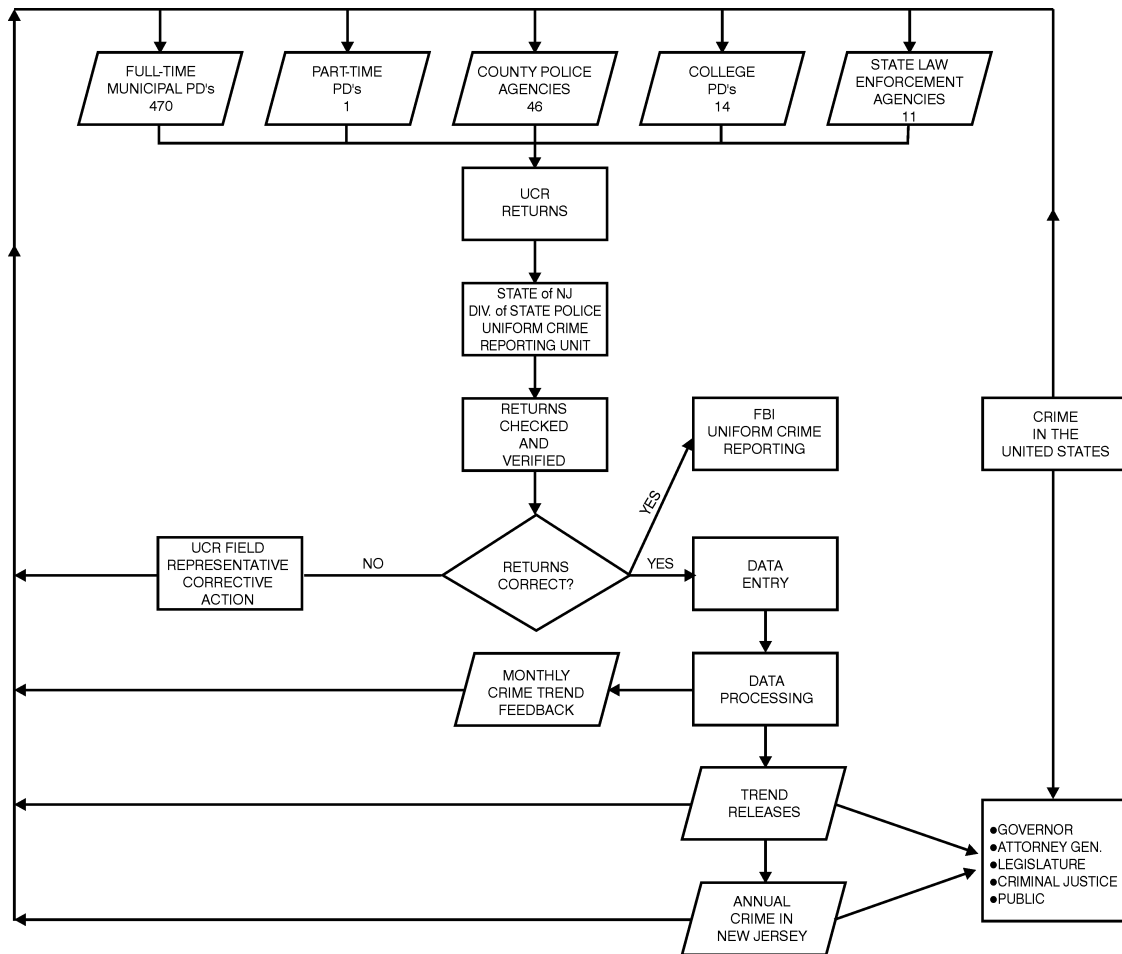 FULL-TIME
MUNICIPAL PD's
470
PART-TIME
PD's
1
COUNTY POLICE
AGENCIES
46
COLLEGE
PD's
14
STATE LAW
ENFORCEMENT
AGENCIES
11
UCR
RETURNS
STATE of NJ
DIV. of STATE POLICE
UNIFORM CRIME
REPORTING UNIT
RETURNS
CHECKED
AND
VERIFIED
FBI
UNIFORM CRIME
REPORTING
CRIME
IN THE
UNITED STATES
YES
UCR FIELD
REPRESENTATIVE
CORRECTIVE
ACTION
NO
RETURNS
CORRECT?
YES
DATA
ENTRY
MONTHLY
CRIME TREND
FEEDBACK
DATA
PROCESSING
TREND
RELEASES
●GOVERNOR
●ATTORNEY GEN.
●LEGISLATURE
●CRIMINAL JUSTICE
●PUBLIC
ANNUAL
CRIME IN
NEW JERSEY